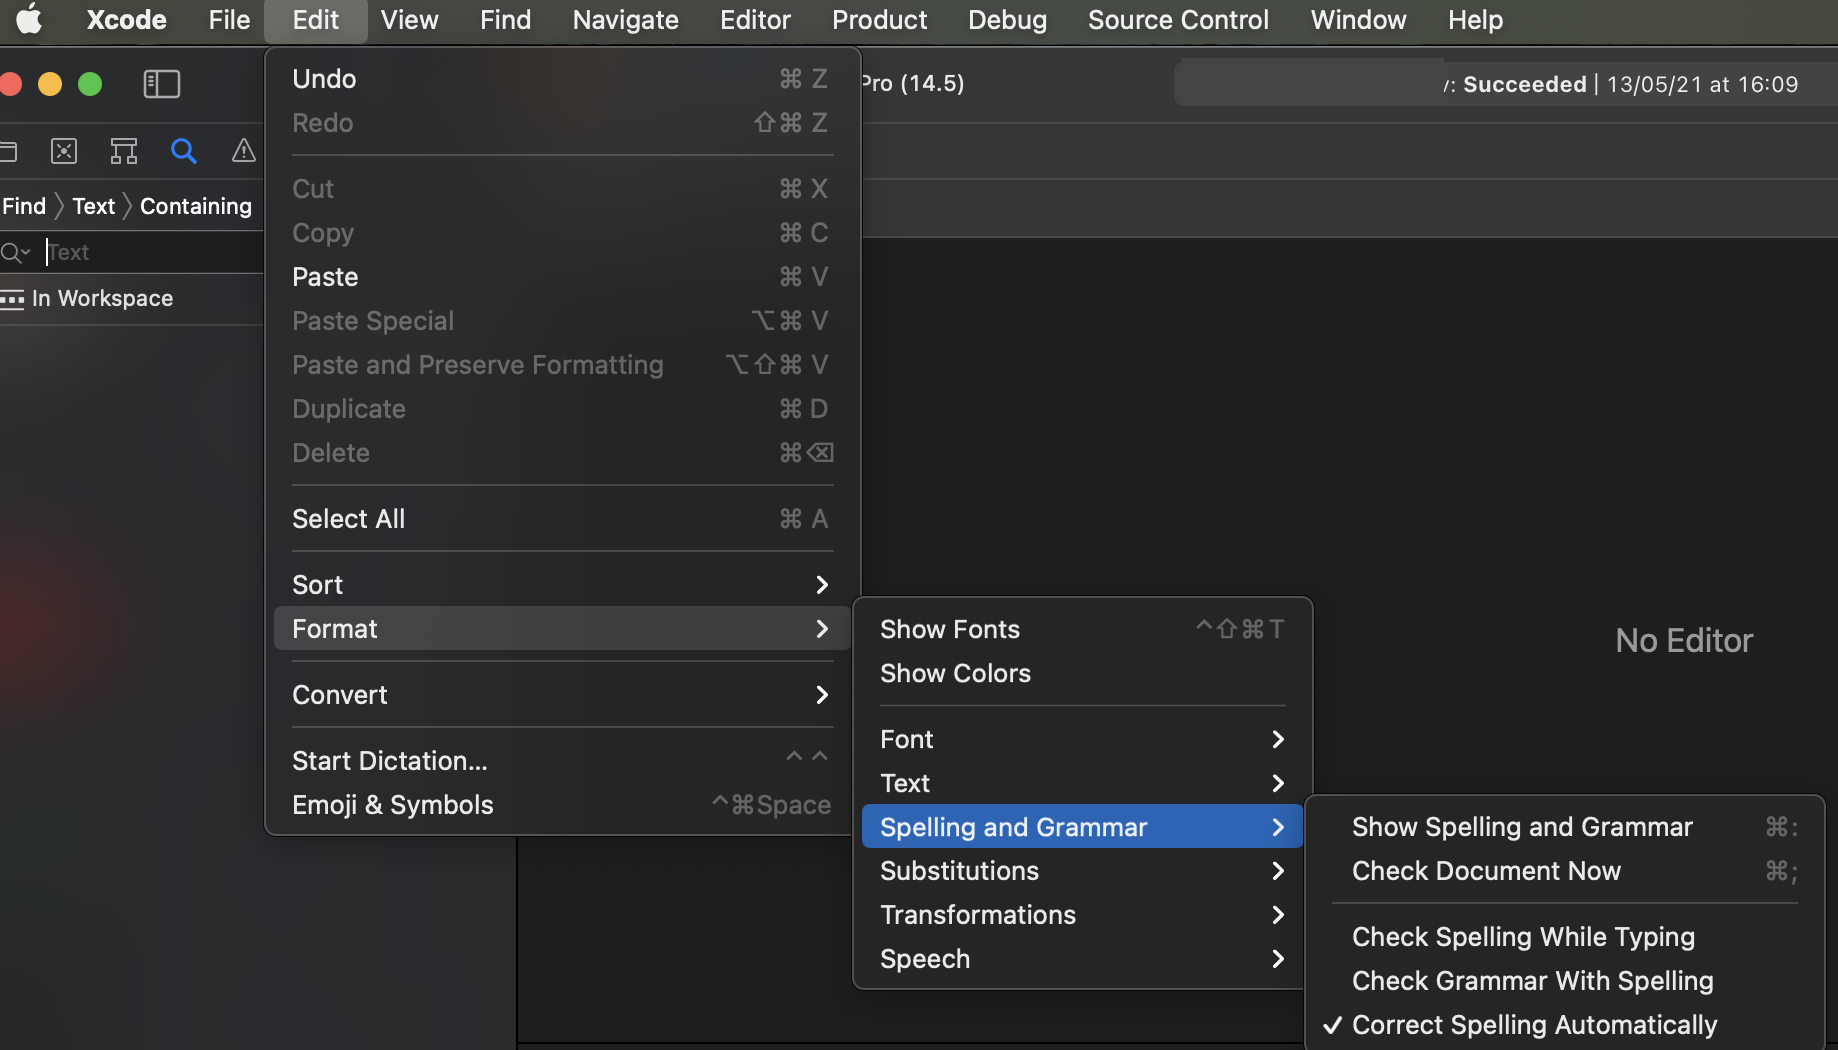 Xcode File Edit View Find Navigate Editor Product Debug Source Control Window Help
Pro (14.5)
: Succeeded | 13/05/21 at 16:09
Find 〉 Text 〉 Containing
Text
In Workspace
Undo ⌘ Z
Redo ⇧⌘ Z
Cut ⌘ X
Copy ⌘ C
Paste ⌘ V
Paste Special ⌥⌘ V
Paste and Preserve Formatting ⌥⇧⌘ V
Duplicate ⌘ D
Delete ⌘⌫
Select All ⌘ A
Sort
Format
Convert
Start Dictation... ^ ^
Emoji & Symbols ^⌘Space
Show Fonts ^⇧⌘T
Show Colors
Font
Text
Spelling and Grammar
Substitutions
Transformations
Speech
Show Spelling and Grammar ⌘:
Check Document Now ⌘;
Check Spelling While Typing
Check Grammar With Spelling
✓ Correct Spelling Automatically
No Editor